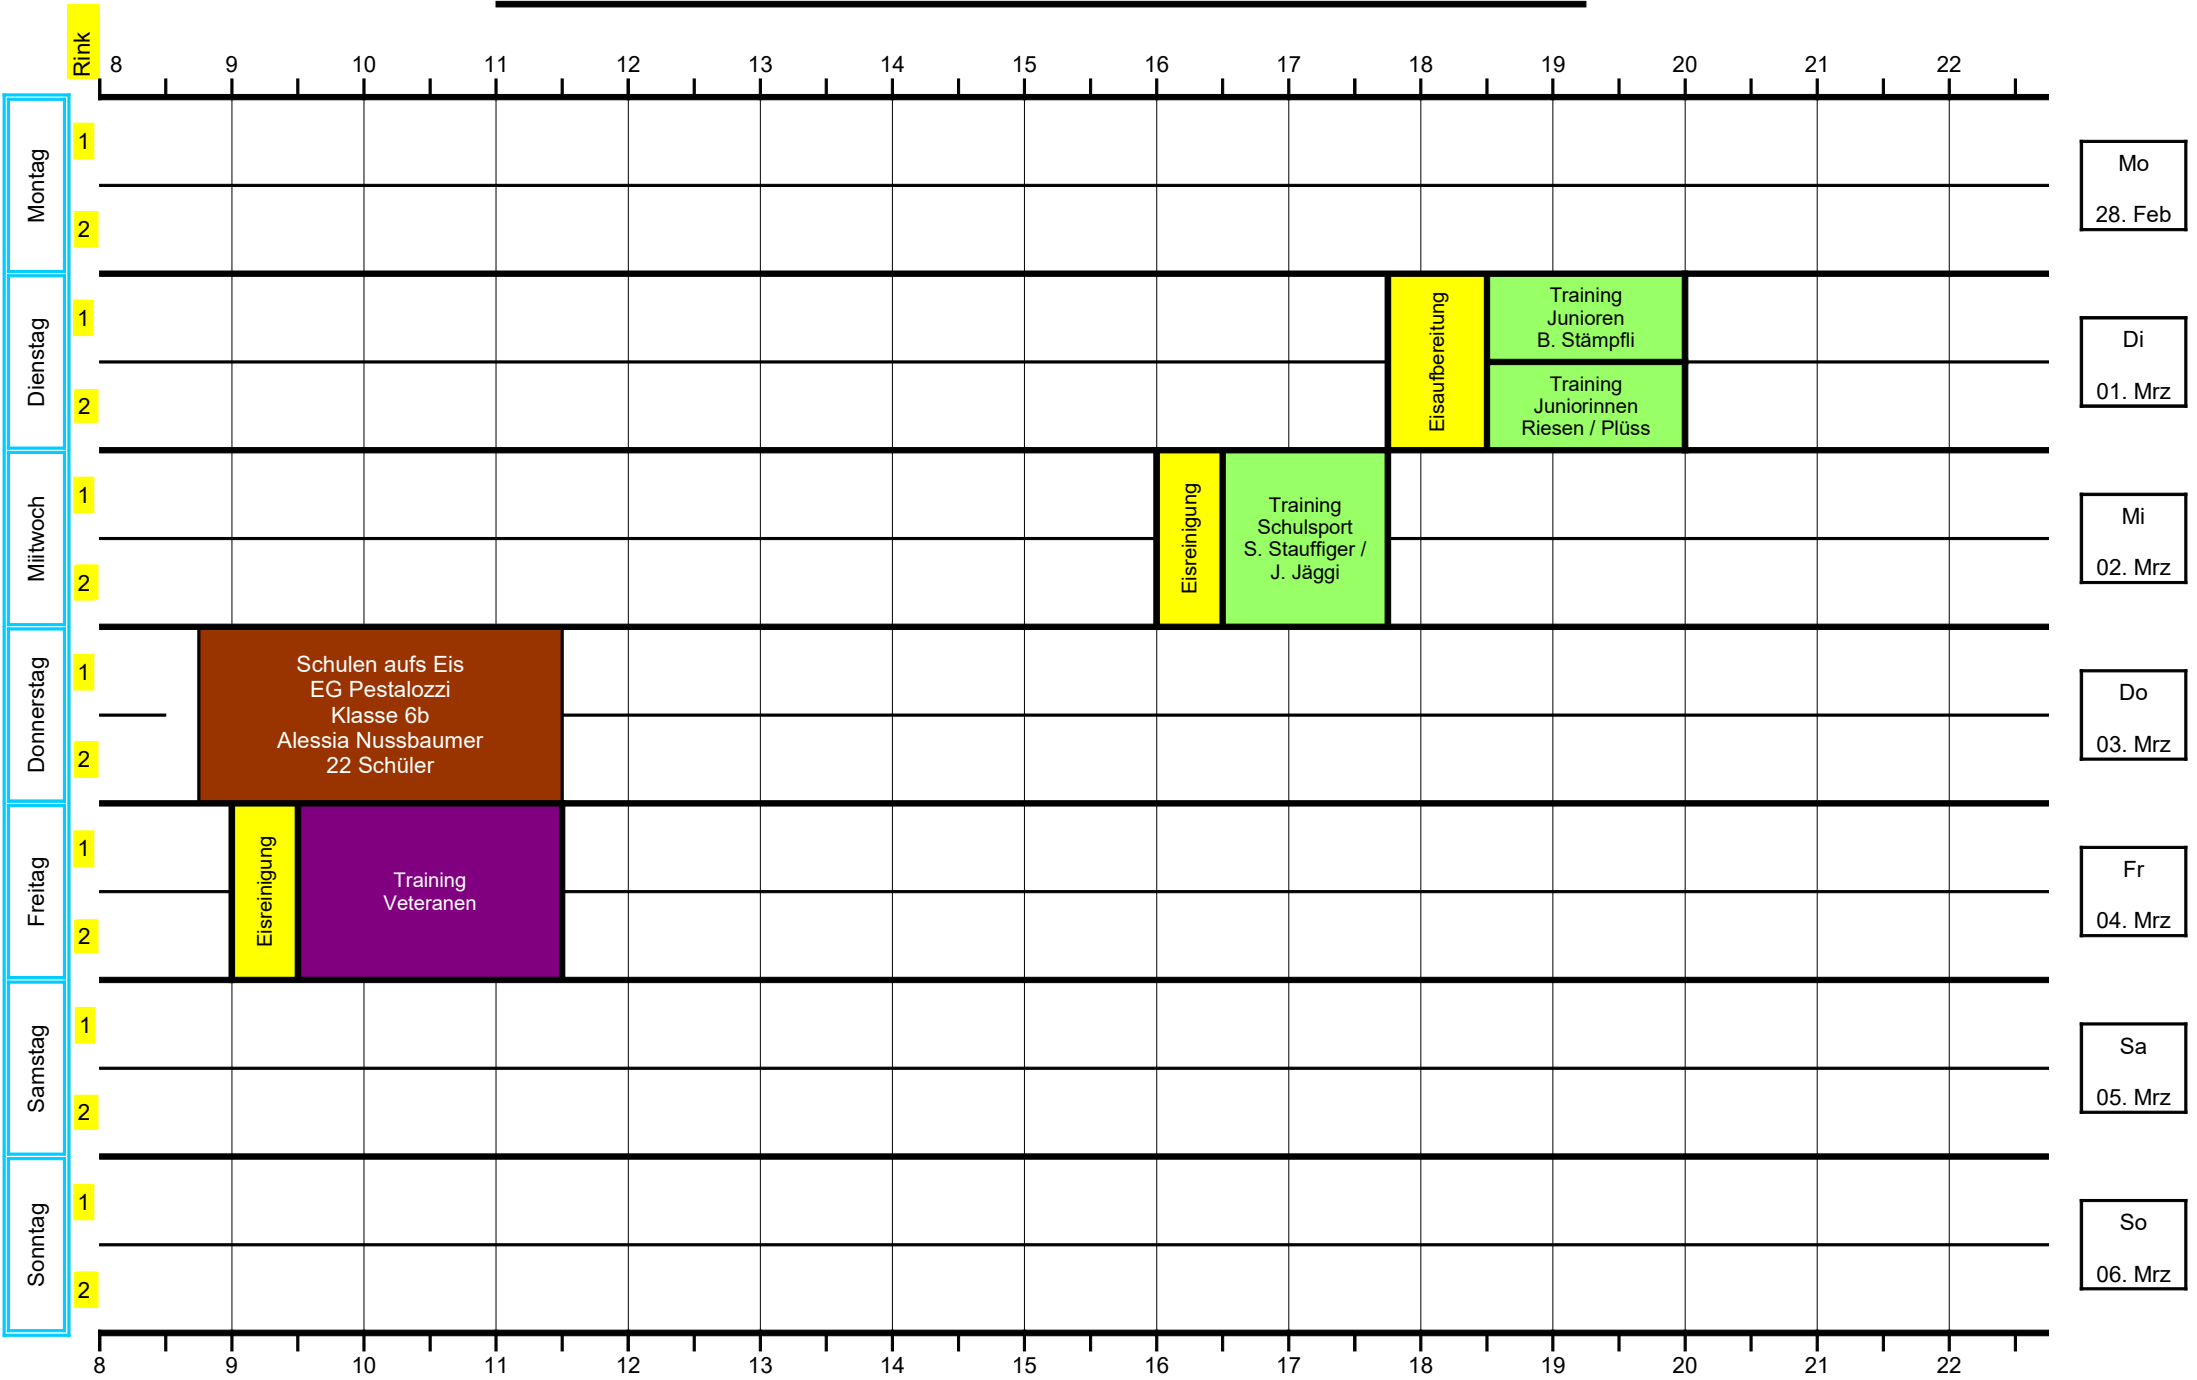 Rink
8 9 10 11 12 13 14 15 16 17 18 19 20 21 22
Montag
1
2
Mo
28. Feb
Dienstag
1
2
Eisaufbereitung
Training
Junioren
B. Stämpfli
Training
Juniorinnen
Riesen / Plüss
Di
01. Mrz
Miitwoch
1
2
Eisreinigung
Training
Schulsport
S. Stauffiger /
J. Jäggi
Mi
02. Mrz
Donnerstag
1
2
Schulen aufs Eis
EG Pestalozzi
Klasse 6b
Alessia Nussbaumer
22 Schüler
Do
03. Mrz
Freitag
1
2
Eisreinigung
Training
Veteranen
Fr
04. Mrz
Samstag
1
2
Sa
05. Mrz
Sonntag
1
2
So
06. Mrz
8 9 10 11 12 13 14 15 16 17 18 19 20 21 22